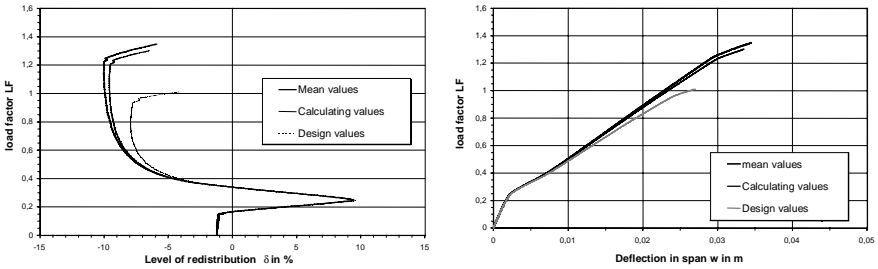 1,6
1,4
1,2
1
0,8
0,6
0,4
0,2
0
load factor LF
-15 -10 -5 0 5 10 15
Level of redistribution δ in %
Mean values
Calculating values
Design values
1,6
1,4
1,2
1
0,8
0,6
0,4
0,2
0
load factor LF
0 0,01 0,02 0,03 0,04 0,05
Deflection in span w in m
mean values
Calculating values
Design values